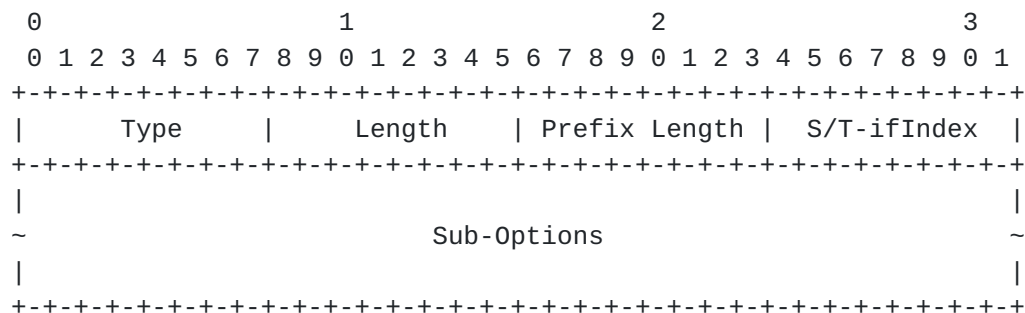 0                   1                   2                   3
 0 1 2 3 4 5 6 7 8 9 0 1 2 3 4 5 6 7 8 9 0 1 2 3 4 5 6 7 8 9 0 1
+-+-+-+-+-+-+-+-+-+-+-+-+-+-+-+-+-+-+-+-+-+-+-+-+-+-+-+-+-+-+-+-+
|      Type     |     Length    | Prefix Length |  S/T-ifIndex  |
+-+-+-+-+-+-+-+-+-+-+-+-+-+-+-+-+-+-+-+-+-+-+-+-+-+-+-+-+-+-+-+-+
|                                                               |
~                          Sub-Options                          ~
|                                                               |
+-+-+-+-+-+-+-+-+-+-+-+-+-+-+-+-+-+-+-+-+-+-+-+-+-+-+-+-+-+-+-+-+